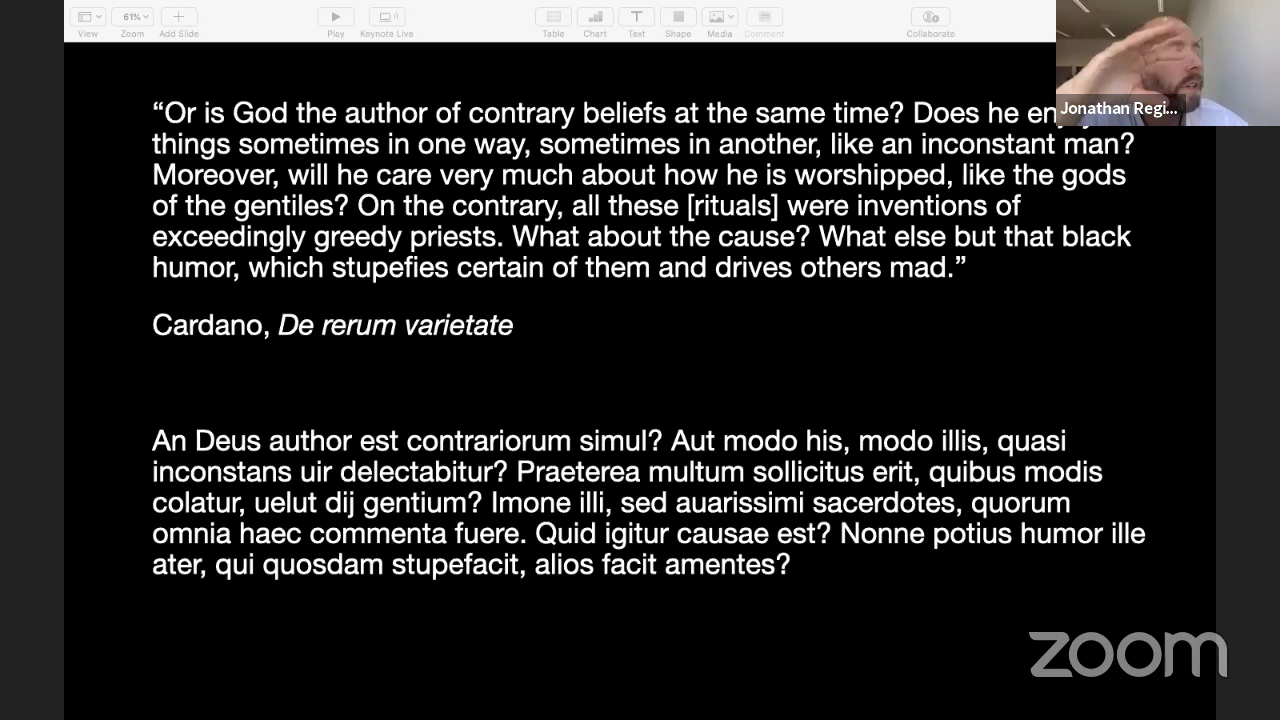 View
61%
Zoom
Add Slide
Play
Keynote Live
Table
Chart
Text
Shape
Media
Comment
Collaborate
Jonathan Regi...
“Or is God the author of contrary beliefs at the same time? Does he enjoy
things sometimes in one way, sometimes in another, like an inconstant man?
Moreover, will he care very much about how he is worshipped, like the gods
of the gentiles? On the contrary, all these [rituals] were inventions of
exceedingly greedy priests. What about the cause? What else but that black
humor, which stupefies certain of them and drives others mad.”
Cardano, De rerum varietate
An Deus author est contrariorum simul? Aut modo his, modo illis, quasi
inconstans uir delectabitur? Praeterea multum sollicitus erit, quibus modis
colatur, uelut dij gentium? Imone illi, sed auarissimi sacerdotes, quorum
omnia haec commenta fuere. Quid igitur causae est? Nonne potius humor ille
ater, qui quosdam stupefacit, alios facit amentes?
zoom